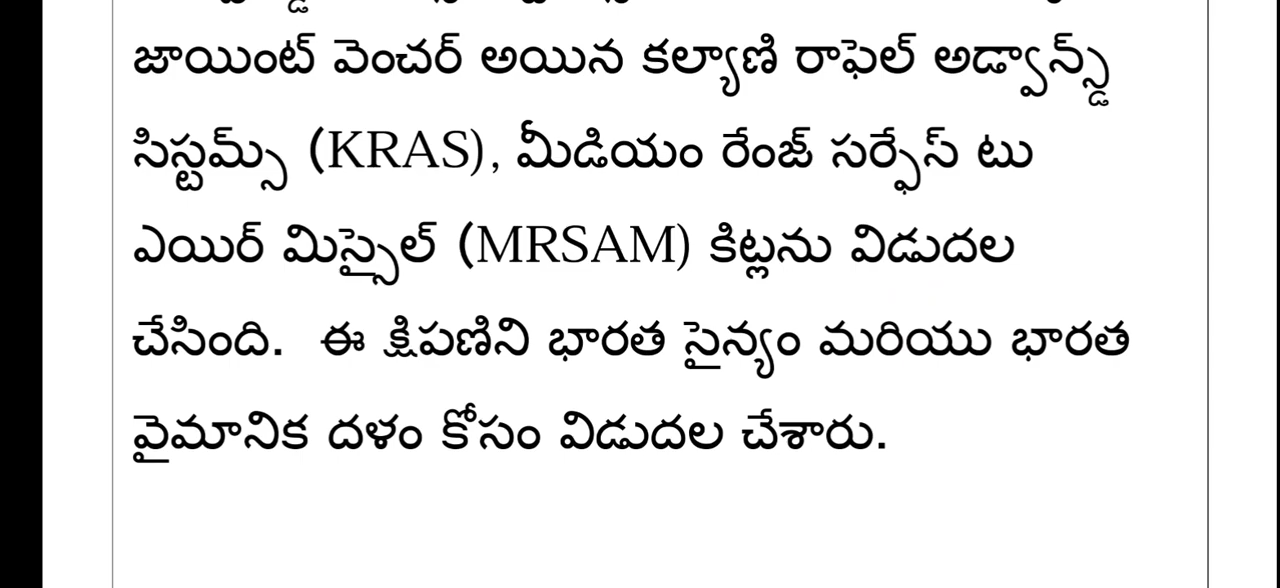 జాయింట్ వెంచర్ అయిన కల్యాణి రాఫెల్ అడ్వాన్స్డ్
సిస్టమ్స్ (KRAS), మీడియం రేంజ్ సర్ఫేస్ టు
ఎయిర్ మిస్సైల్ (MRSAM) కిట్లను విడుదల
చేసింది. ఈ క్షిపణిని భారత సైన్యం మరియు భారత
వైమానిక దళం కోసం విడుదల చేశారు.